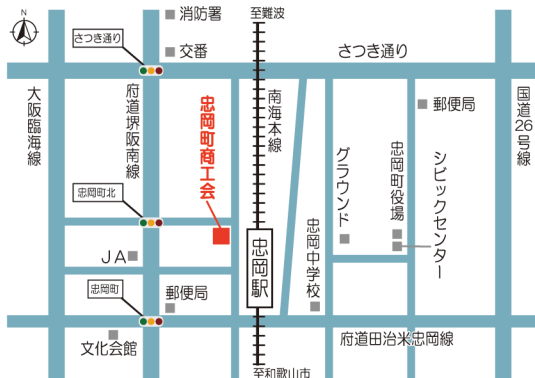 消防署
至難波
さつき通り
交番
さつき通り
大阪臨海線
府道堺阪南線
忠岡町商工会
南海本線
郵便局
国道26号線
グラウンド
忠岡町役場
シビックセンター
忠岡町北
忠岡中学校
忠岡駅
JA
忠岡町
郵便局
文化会館
府道田治米忠岡線
至和歌山市